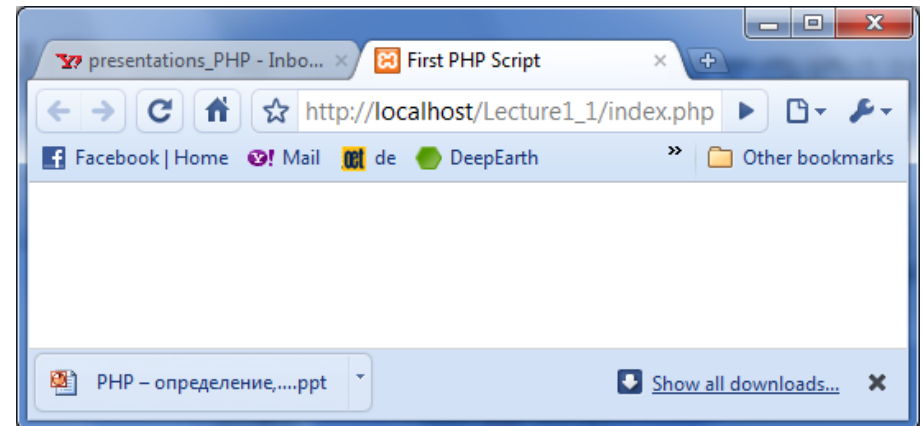 presentations_PHP - Inbo... First PHP Script
http://localhost/Lecture1_1/index.php
Facebook | Home Mail de DeepEarth » Other bookmarks
PHP – определение,....ppt Show all downloads...